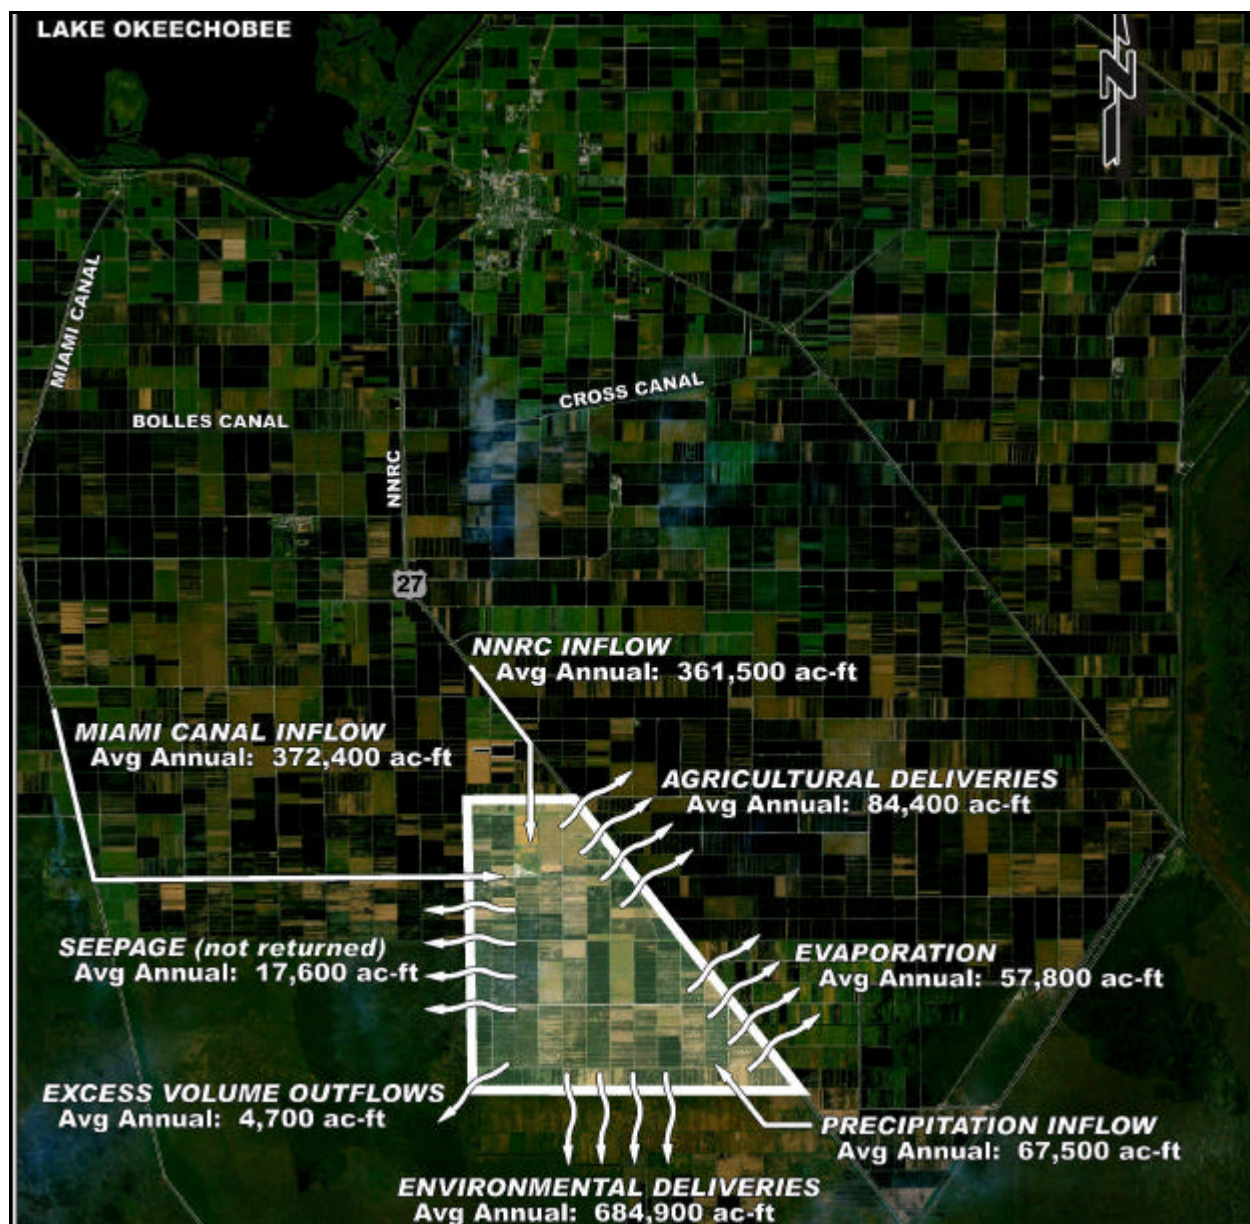 LAKE OKEECHOBEE
N
MIAMI CANAL
BOLLES CANAL
CROSS CANAL
NNRC
27
NNRC INFLOW
Avg Annual: 361,500 ac-ft
MIAMI CANAL INFLOW
Avg Annual: 372,400 ac-ft
AGRICULTURAL DELIVERIES
Avg Annual: 84,400 ac-ft
SEEPAGE (not returned)
Avg Annual: 17,600 ac-ft
EVAPORATION
Avg Annual: 57,800 ac-ft
EXCESS VOLUME OUTFLOWS
Avg Annual: 4,700 ac-ft
PRECIPITATION INFLOW
Avg Annual: 67,500 ac-ft
ENVIRONMENTAL DELIVERIES
Avg Annual: 684,900 ac-ft